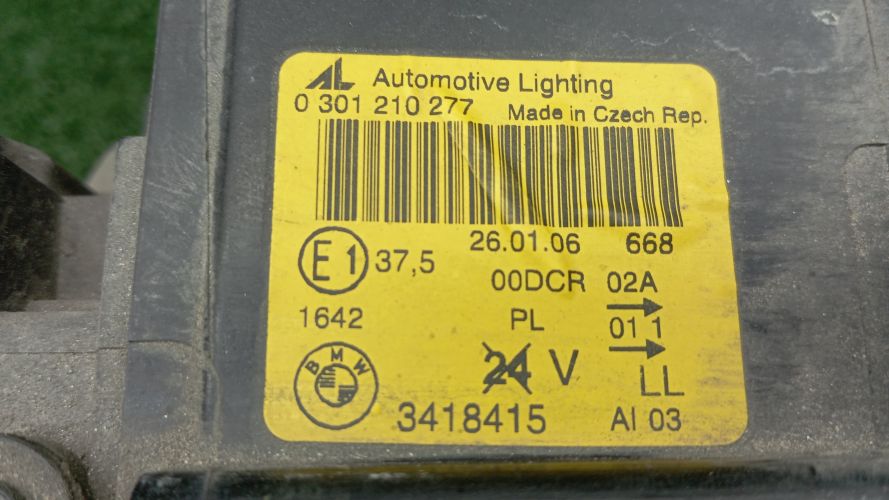 AL Automotive Lighting
0 301 210 277 Made in Czech Rep.
26.01.06 668
E1 37,5 00DCR 02A
1642 PL 01 1
BMW 24 V LL
3418415 AI 03